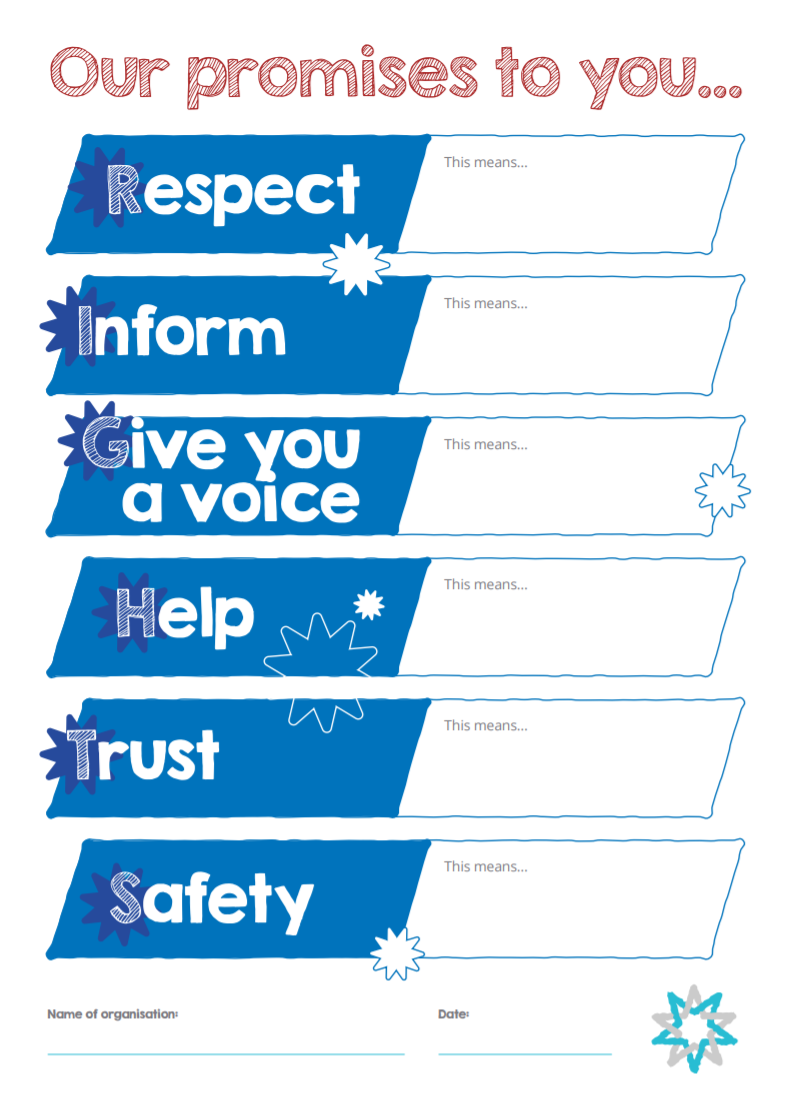 Our promises to you...
Respect
This means...
Inform
This means...
Give you
a voice
This means...
Help
This means...
Trust
This means...
Safety
This means...
Name of organisation:
Date: